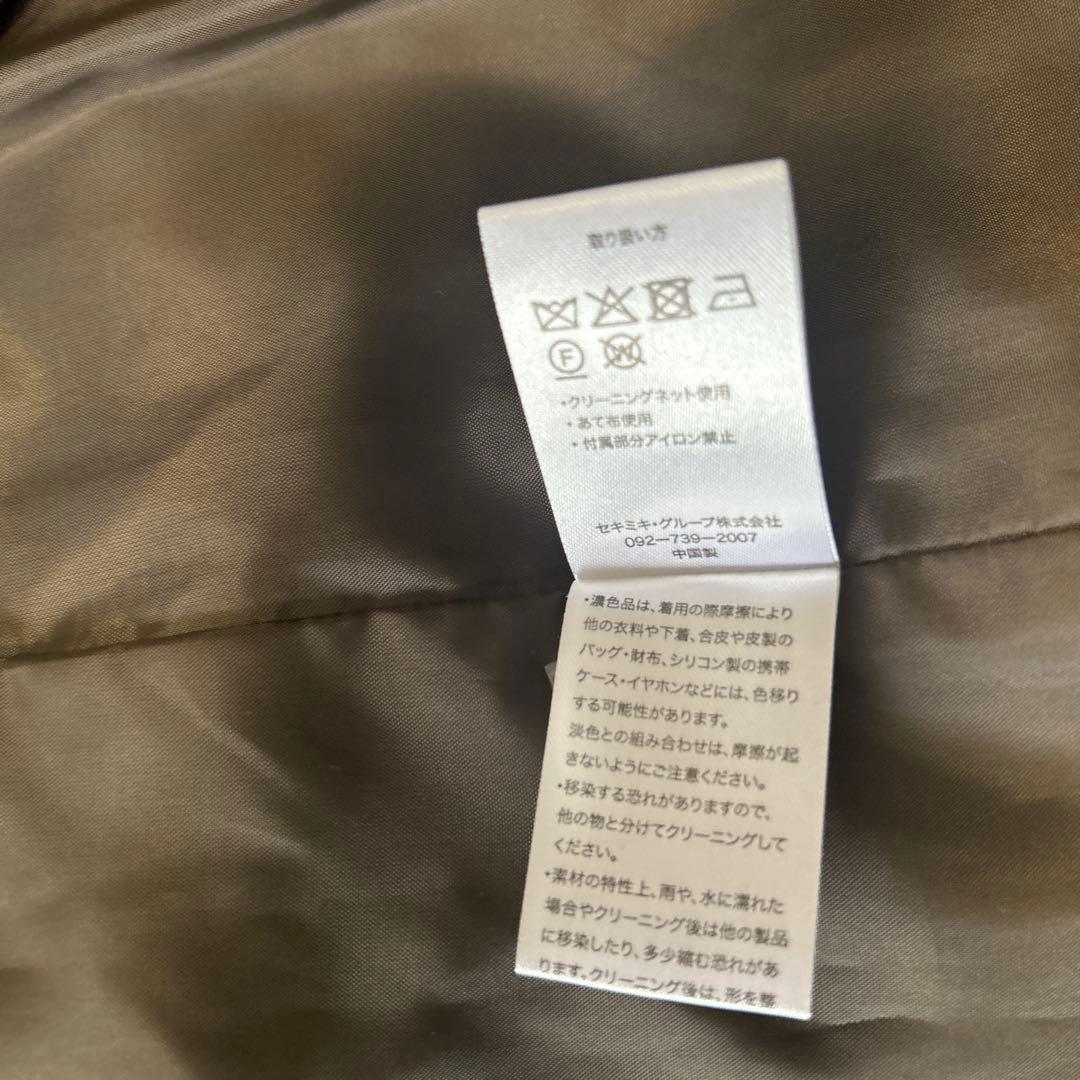 取り扱い方
F W
・クリーニングネット使用
・あて布使用
・付属部分アイロン禁止
セキミキ・グループ株式会社
092-739-2007
中国製
・濃色品は、着用の際摩擦により
他の衣料や下着、合皮や皮製の
バッグ・財布、シリコン製の携帯
ケース・イヤホンなどには、色移り
する可能性があります。
淡色との組み合わせは、摩擦が起
きないようにご注意ください。
・移染する恐れがありますので、
他の物と分けてクリーニングして
ください。
・素材の特性上、雨や、水に濡れた
場合やクリーニング後は他の製品
に移染したり、多少縮む恐れがあ
ります。クリーニング後は、形を整